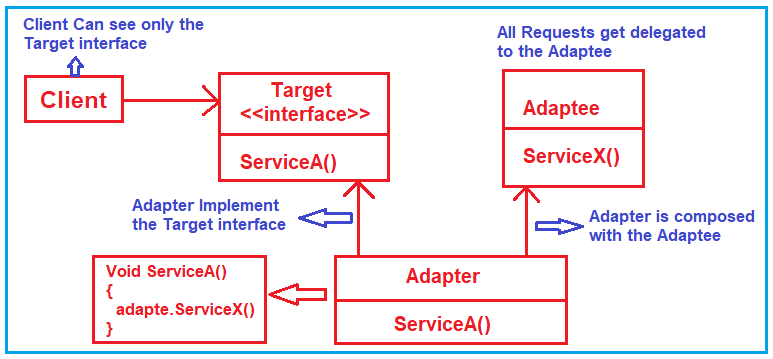 Client Can see only the
Target interface
Client
Target
<<interface>>
ServiceA()
All Requests get delegated
to the Adaptee
Adaptee
ServiceX()
Adapter Implement
the Target interface
Adapter is composed
with the Adaptee
Void ServiceA()
{
adapte.ServiceX()
}
Adapter
ServiceA()